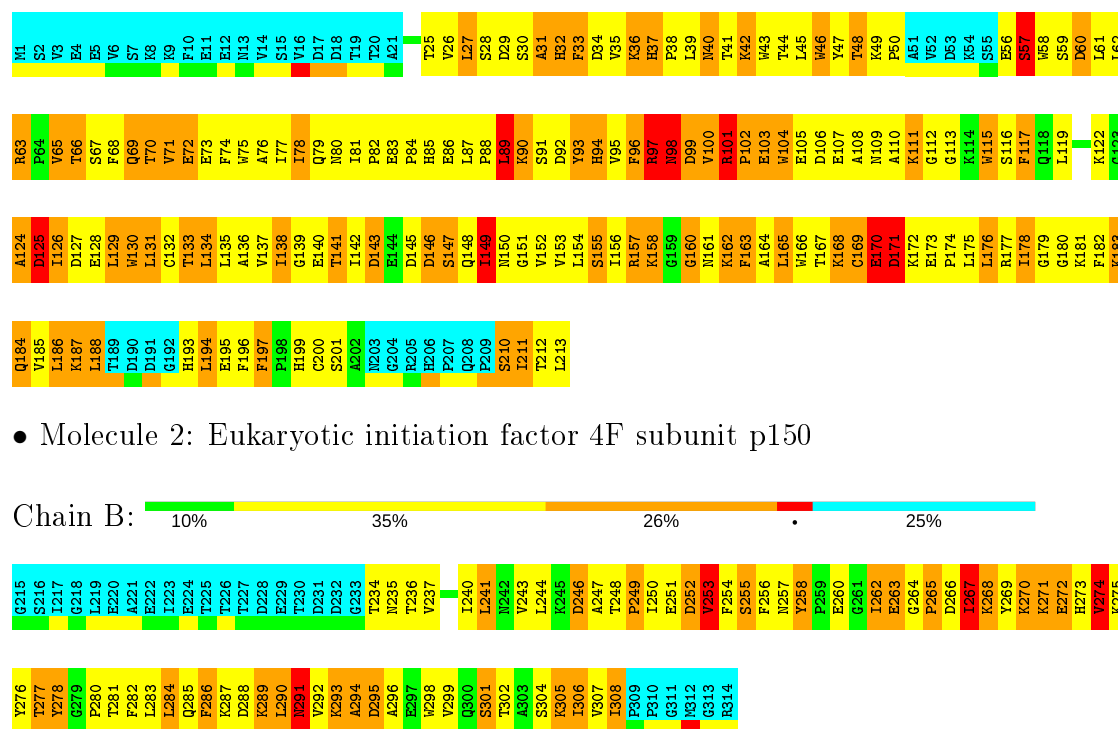 M1 S2 V3 E4 E5 V6 S7 K8 K9 F10 E11 E12 N13 V14 S15 V16 D17 D18 T19 T20 A21 T25 V26 L27 S28 D29 S30 A31 H32 F33 D34 V35 K36 H37 P38 L39 N40 T41 K42 W43 T44 L45 W46 Y47 T48 K49 P50 A51 V52 D53 K54 S55 E56 S57 W58 S59 D60 L61 L62
R63 P64 V65 T66 S67 F68 Q69 T70 V71 E72 E73 F74 W75 A76 I77 I78 Q79 N80 I81 P82 E83 P84 H85 E86 L87 P88 L89 K90 S91 D92 Y93 H94 V95 F96 R97 N98 D99 V100 R101 P102 E103 W104 E105 D106 E107 A108 N109 A110 K111 G112 G113 K114 W115 S116 F117 Q118 L119 K122 G123
A124 D125 I126 D127 E128 L129 W130 L131 C132 T133 L134 L135 A136 V137 I138 G139 E140 T141 I142 D143 E144 D145 D146 S147 Q148 I149 N150 G151 V152 V153 L154 S155 I156 R157 K158 G159 G160 N161 K162 F163 A164 L165 W166 T167 K168 C169 E170 D171 K172 E173 P174 L175 L176 R177 I178 G179 G180 K181 F182 K183
Q184 V185 L186 K187 L188 T189 D190 D191 G192 H193 L194 E195 F196 F197 P198 H199 C200 S201 A202 N203 G204 R205 H206 P207 Q208 P209 S210 I211 T212 L213
• Molecule 2: Eukaryotic initiation factor 4F subunit p150
Chain B:
10% 35% 26% • 25%
G215 S216 I217 G218 L219 E220 A221 E222 I223 E224 T225 T226 T227 D228 E229 T230 D231 D232 G233 T234 N235 T236 V237 I240 L241 N242 V243 L244 K245 D246 A247 T248 P249 I250 E251 D252 V253 F254 S255 F256 N257 Y258 P259 E260 G261 I262 E263 G264 P265 D266 I267 K268 Y269 K270 K271 E272 H273 V274 K275
Y276 T277 Y278 G279 P280 T281 F282 L283 L284 Q285 F286 K287 D288 K289 L290 N291 V292 K293 A294 D295 A296 E297 W298 V299 Q300 S301 T302 A303 S304 K305 I306 V307 I308 P309 P310 G311 M312 G313 R314